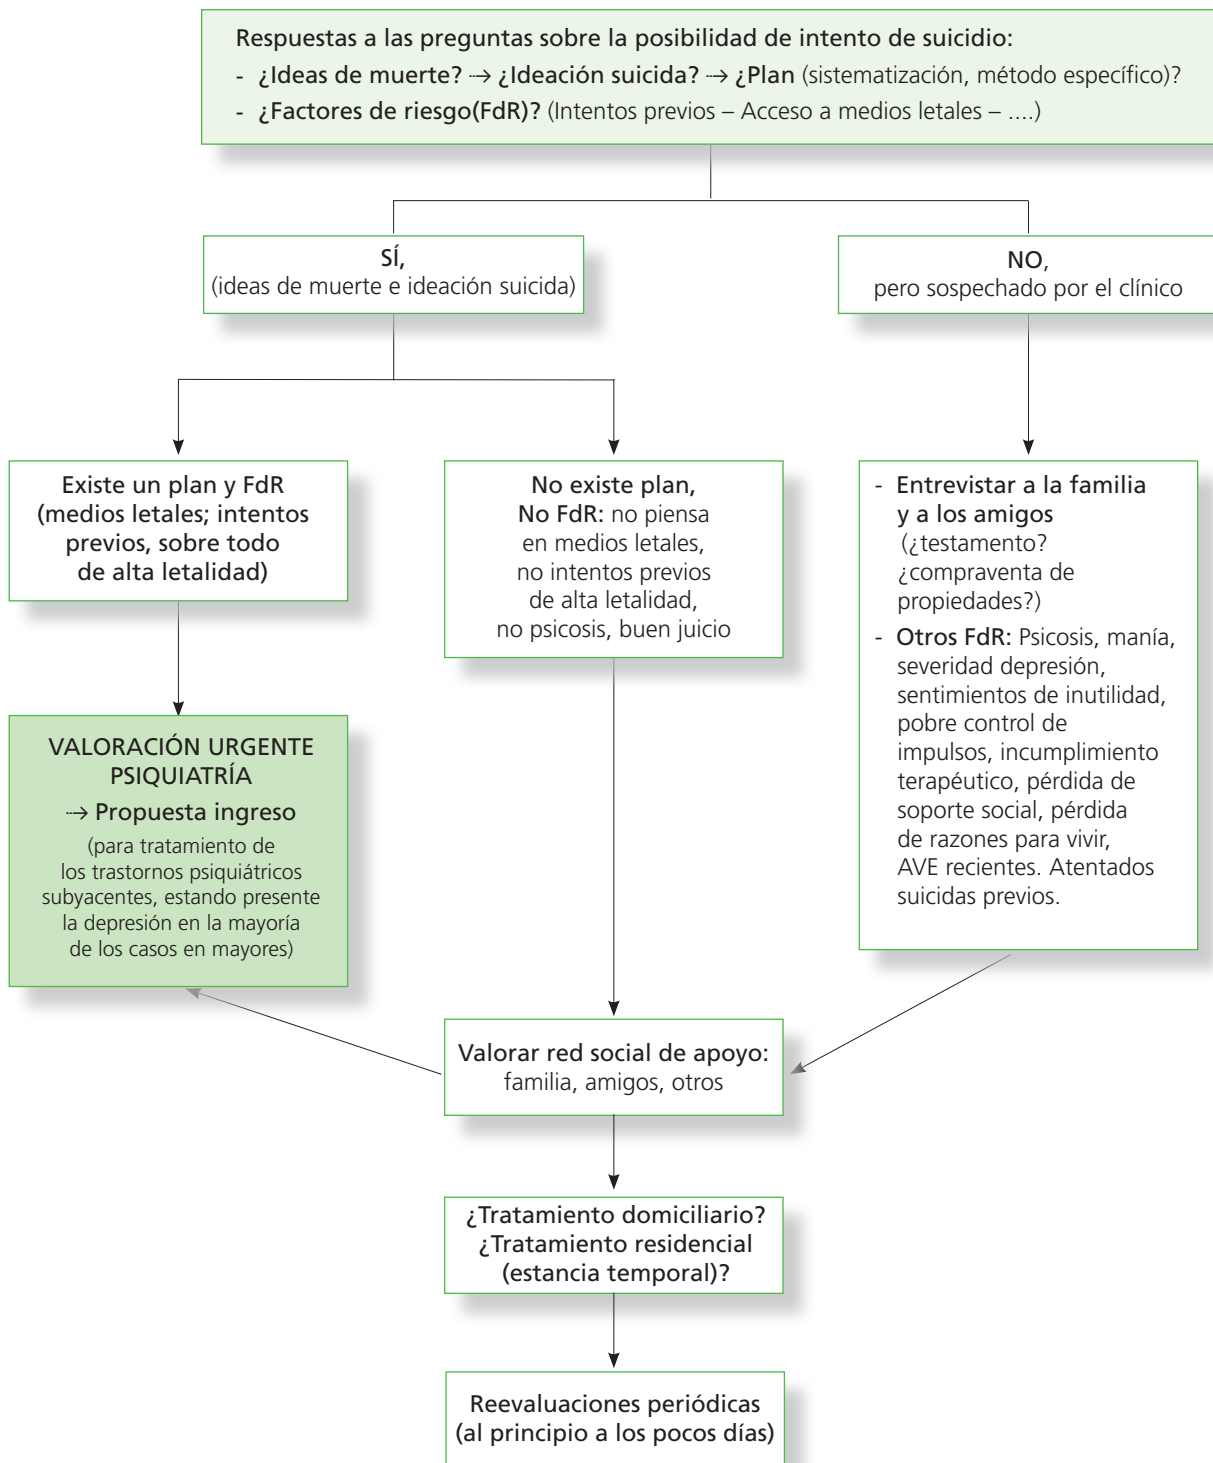 Respuestas a las preguntas sobre la posibilidad de intento de suicidio:
- ¿Ideas de muerte? → ¿Ideación suicida? → ¿Plan (sistematización, método específico)?
- ¿Factores de riesgo(FdR)? (Intentos previos – Acceso a medios letales – ....)
SÍ,
(ideas de muerte e ideación suicida)
NO,
pero sospechado por el clínico
Existe un plan y FdR
(medios letales; intentos
previos, sobre todo
de alta letalidad)
No existe plan,
No FdR: no piensa
en medios letales,
no intentos previos
de alta letalidad,
no psicosis, buen juicio
- Entrevistar a la familia
y a los amigos
(¿testamento?
¿compraventa de
propiedades?)
- Otros FdR: Psicosis, manía,
severidad depresión,
sentimientos de inutilidad,
pobre control de
impulsos, incumplimiento
terapéutico, pérdida de
soporte social, pérdida
de razones para vivir,
AVE recientes. Atentados
suicidas previos.
VALORACIÓN URGENTE
PSIQUIATRÍA
→ Propuesta ingreso
(para tratamiento de
los trastornos psiquiátricos
subyacentes, estando presente
la depresión en la mayoría
de los casos en mayores)
Valorar red social de apoyo:
familia, amigos, otros
¿Tratamiento domiciliario?
¿Tratamiento residencial
(estancia temporal)?
Reevaluaciones periódicas
(al principio a los pocos días)